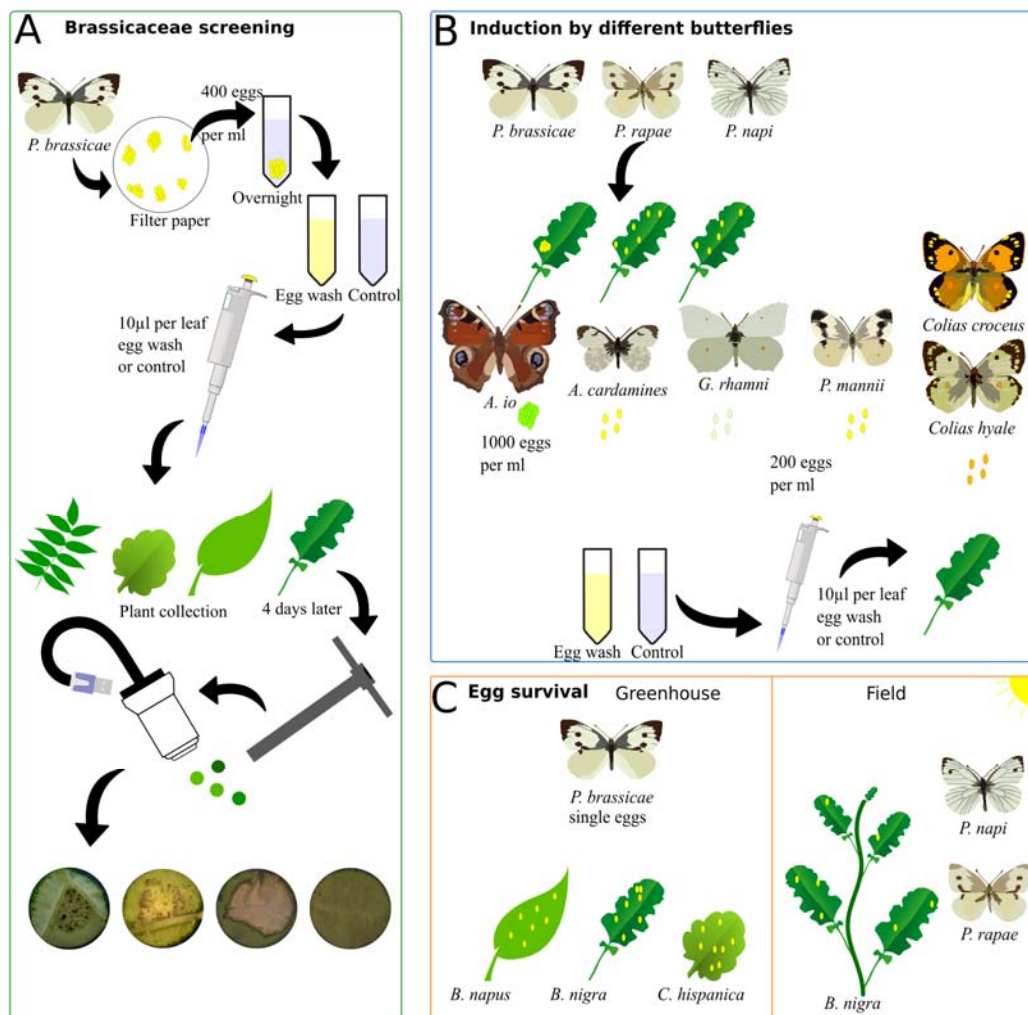 A Brassicaceae screening
400 eggs
per ml
P. brassicae
Overnight
Filter paper
Egg wash
Control
10µl per leaf
egg wash
or control
Plant collection
4 days later
B Induction by different butterflies
P. brassicae
P. rapae
P. napi
Colias croceus
A. io
A. cardamines
G. rhamni
P. mannii
Colias hyale
1000 eggs
per ml
200 eggs
per ml
10µl per leaf
egg wash
or control
Egg wash
Control
C Egg survival
Greenhouse
P. brassicae
single eggs
B. napus
B. nigra
C. hispanica
Field
P. napi
P. rapae
B. nigra